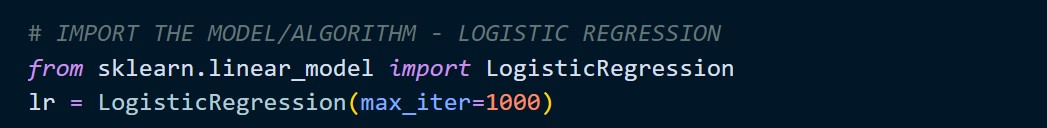 # IMPORT THE MODEL/ALGORITHM - LOGISTIC REGRESSION
from sklearn.linear_model import LogisticRegression
lr = LogisticRegression(max_iter=1000)